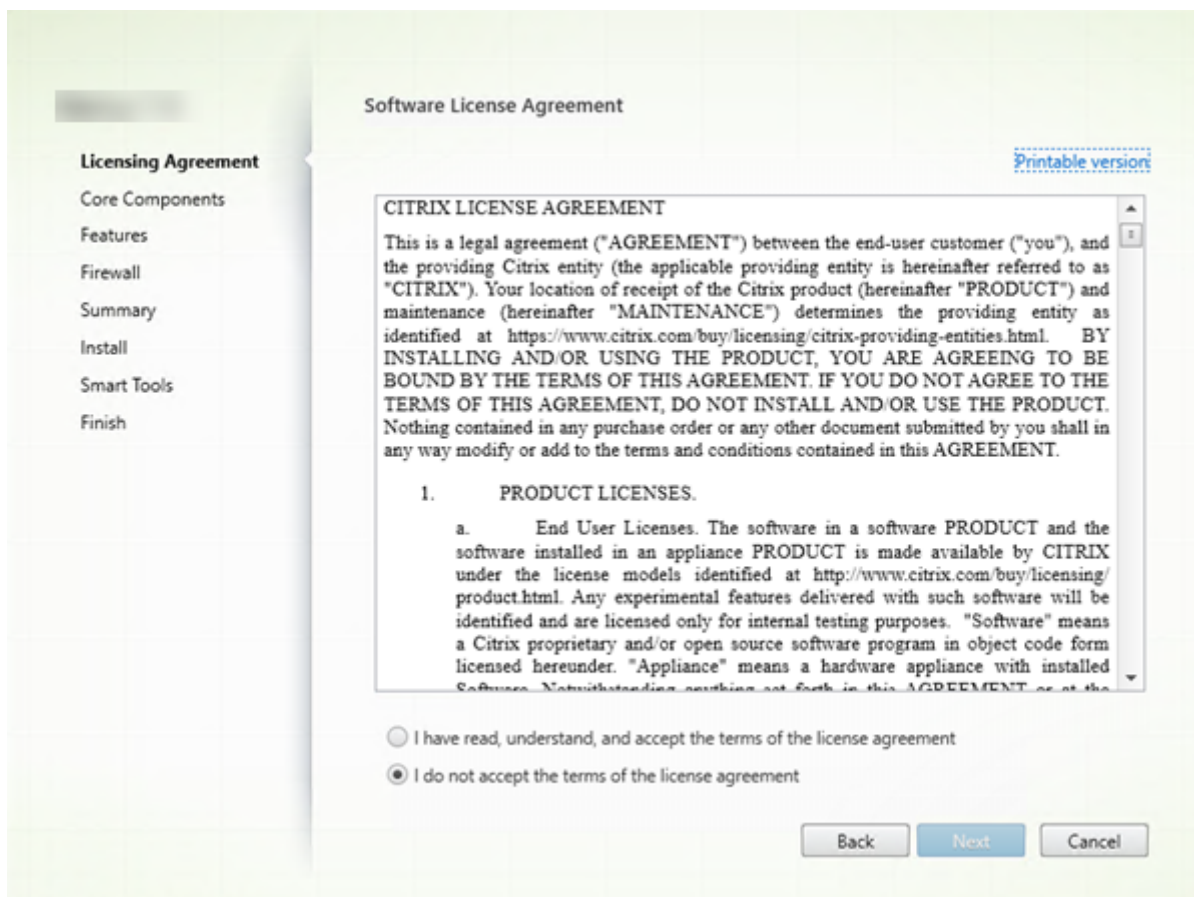 Software License Agreement
Licensing Agreement
Core Components
Features
Firewall
Summary
Install
Smart Tools
Finish
Printable version
CITRIX LICENSE AGREEMENT
This is a legal agreement ("AGREEMENT") between the end-user customer ("you"), and
the providing Citrix entity (the applicable providing entity is hereinafter referred to as
"CITRIX"). Your location of receipt of the Citrix product (hereinafter "PRODUCT") and
maintenance (hereinafter "MAINTENANCE") determines the providing entity as
identified at https://www.citrix.com/buy/licensing/citrix-providing-entities.html. BY
INSTALLING AND/OR USING THE PRODUCT, YOU ARE AGREEING TO BE
BOUND BY THE TERMS OF THIS AGREEMENT. IF YOU DO NOT AGREE TO THE
TERMS OF THIS AGREEMENT, DO NOT INSTALL AND/OR USE THE PRODUCT.
Nothing contained in any purchase order or any other document submitted by you shall in
any way modify or add to the terms and conditions contained in this AGREEMENT.
1. PRODUCT LICENSES.
a. End User Licenses. The software in a software PRODUCT and the
software installed in an appliance PRODUCT is made available by CITRIX
under the license models identified at http://www.citrix.com/buy/licensing/
product.html. Any experimental features delivered with such software will be
identified and are licensed only for internal testing purposes. "Software" means
a Citrix proprietary and/or open source software program in object code form
licensed hereunder. "Appliance" means a hardware appliance with installed
Software. Notwithstanding anything set forth in this AGREEMENT or at the
I have read, understand, and accept the terms of the license agreement
I do not accept the terms of the license agreement
Back
Next
Cancel